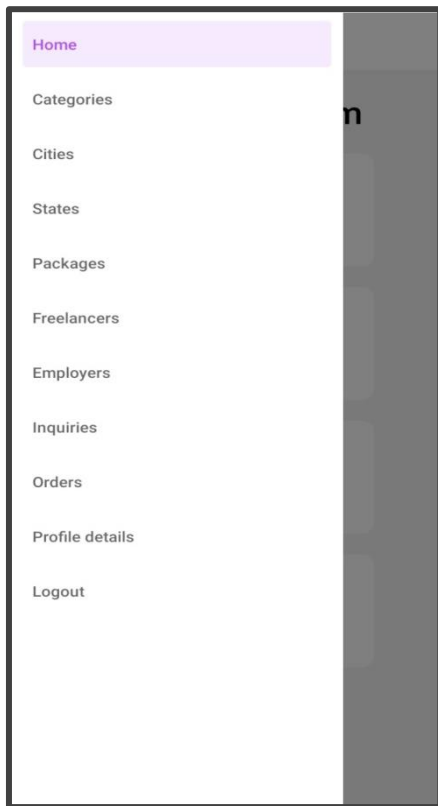 Home
Categories
Cities
States
Packages
Freelancers
Employers
Inquiries
Orders
Profile details
Logout